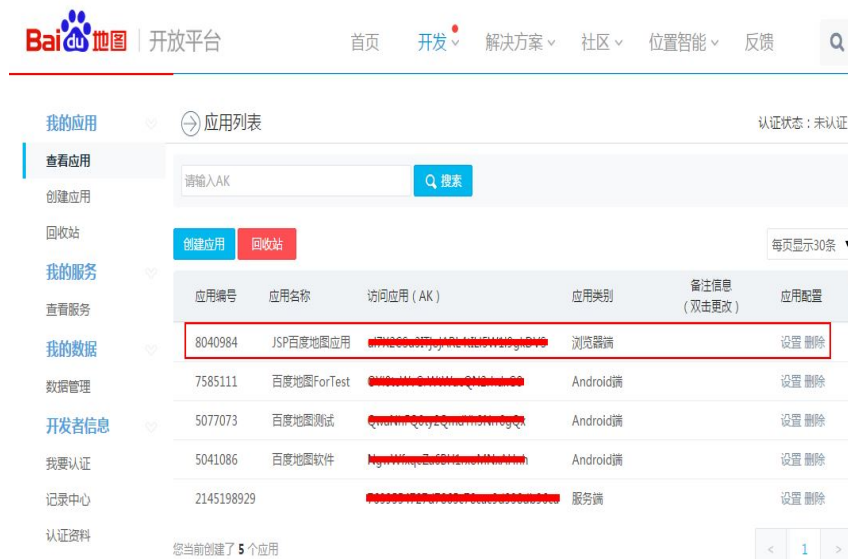 Bai du 地图 开放平台 首页 开发 解决方案 社区 位置智能 反馈
我的应用
查看应用
创建应用
回收站
我的服务
查看服务
我的数据
数据管理
开发者信息
我要认证
记录中心
认证资料
应用列表 认证状态：未认证
请输入AK 搜索
创建应用 回收站 每页显示30条
应用编号 应用名称 访问应用（AK） 应用类别 备注信息（双击更改） 应用配置
8040984 JSP百度地图应用 浏览器端 设置 删除
7585111 百度地图ForTest Android端 设置 删除
5077073 百度地图测试 Android端 设置 删除
5041086 百度地图软件 Android端 设置 删除
2145198929 服务端 设置 删除
您当前创建了 5 个应用 < 1 >